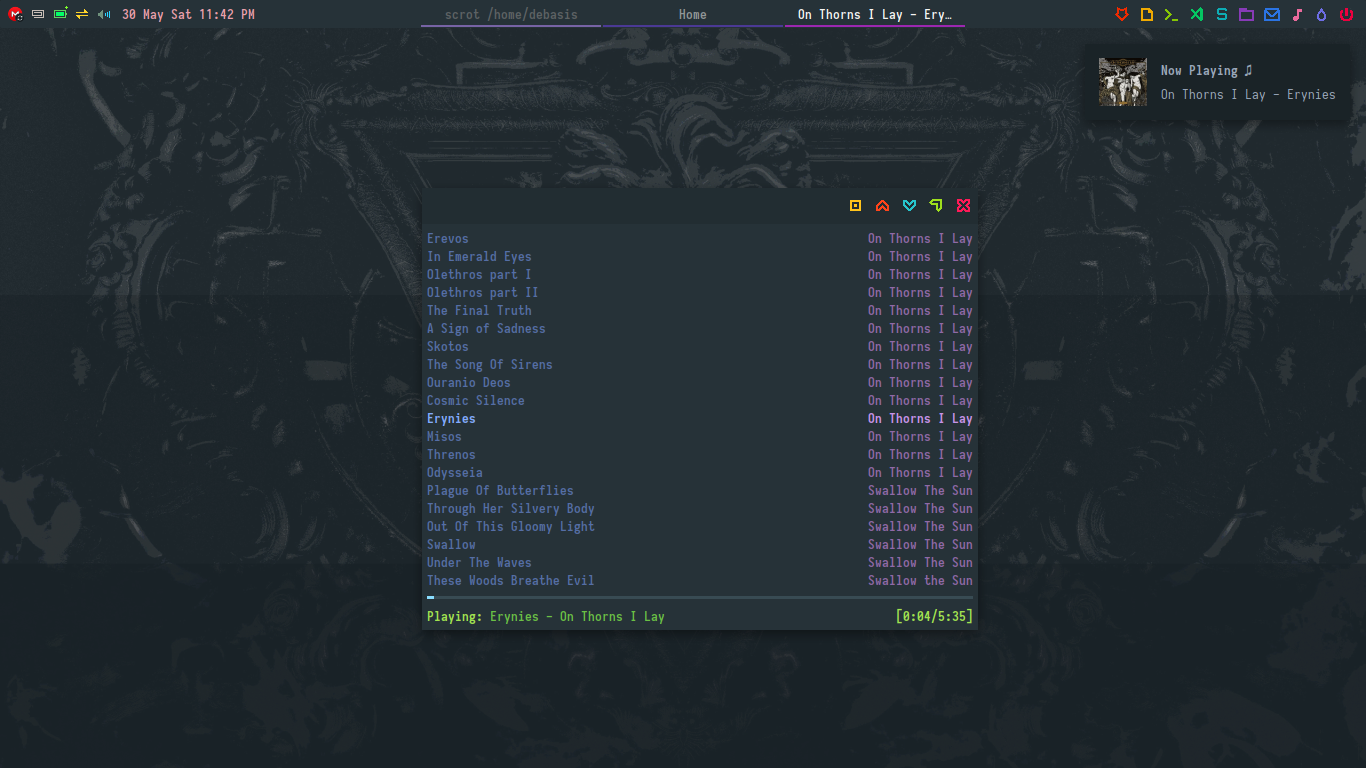 30 May Sat 11:42 PM
scrot /home/debasis
Home
On Thorns I Lay - Ery…
Now Playing ♫
On Thorns I Lay - Erynies
Erevos On Thorns I Lay
In Emerald Eyes On Thorns I Lay
Olethros part I On Thorns I Lay
Olethros part II On Thorns I Lay
The Final Truth On Thorns I Lay
A Sign of Sadness On Thorns I Lay
Skotos On Thorns I Lay
The Song Of Sirens On Thorns I Lay
Ouranio Deos On Thorns I Lay
Cosmic Silence On Thorns I Lay
Erynies On Thorns I Lay
Misos On Thorns I Lay
Threnos On Thorns I Lay
Odysseia On Thorns I Lay
Plague Of Butterflies Swallow The Sun
Through Her Silvery Body Swallow The Sun
Out Of This Gloomy Light Swallow The Sun
Swallow Swallow The Sun
Under The Waves Swallow The Sun
These Woods Breathe Evil Swallow the Sun
Playing: Erynies - On Thorns I Lay [0:04/5:35]